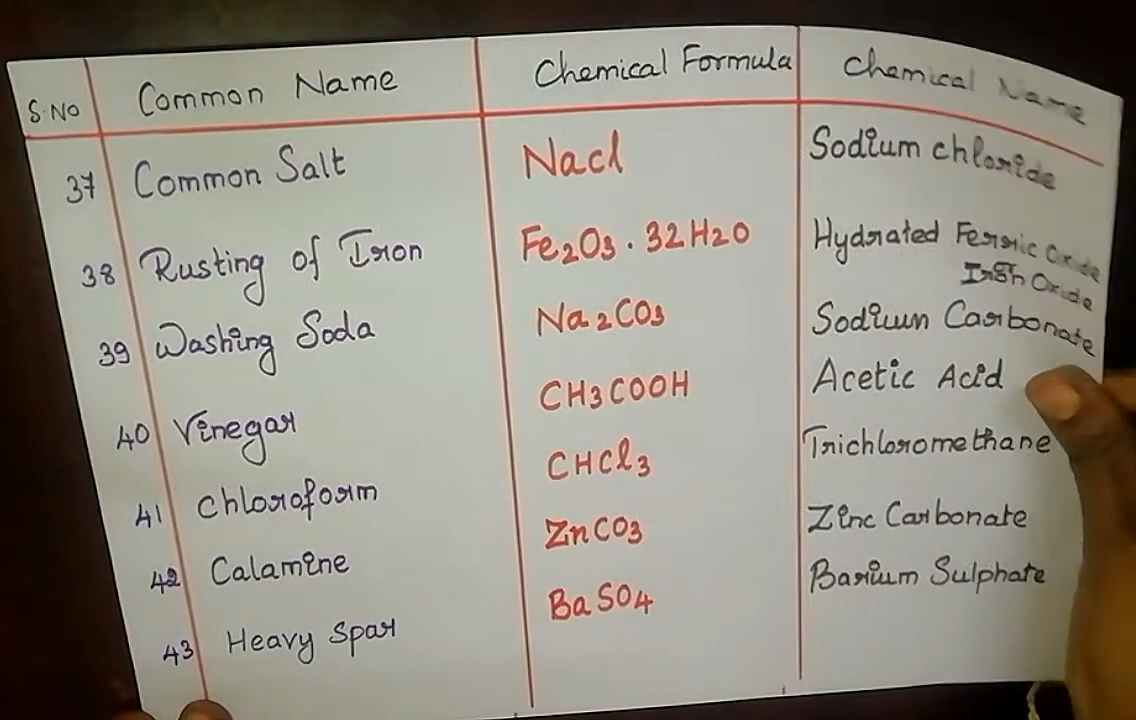 S.No Common Name Chemical Formula Chemical Name
37 Common Salt Nacl Sodium chloride
38 Rusting of Iron Fe2O3 . 32H2O Hydrated Ferric Oxide
Iron Oxide
39 Washing Soda Na2CO3 Sodium Carbonate
40 Vinegar CH3COOH Acetic Acid
41 Chloroform CHCl3 Trichloromethane
42 Calamine ZnCO3 Zinc Carbonate
43 Heavy Spar BaSO4 Barium Sulphate